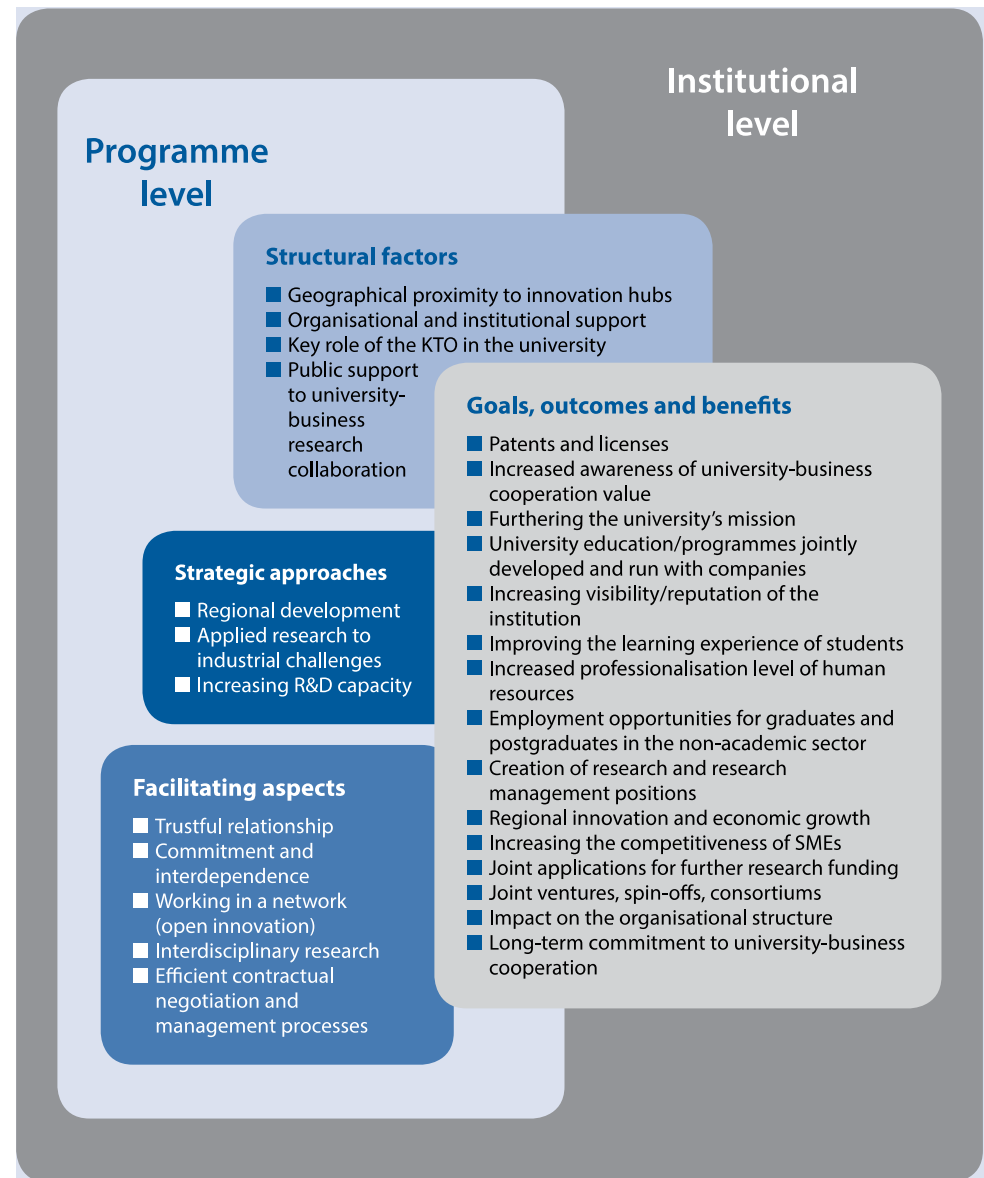 Institutional
level
Programme
level
Structural factors
Geographical proximity to innovation hubs
Organisational and institutional support
Key role of the KTO in the university
Public support
to university-
business
research
collaboration
Goals, outcomes and benefits
Patents and licenses
Increased awareness of university-business
cooperation value
Furthering the university’s mission
University education/programmes jointly
developed and run with companies
Increasing visibility/reputation of the
institution
Improving the learning experience of students
Increased professionalisation level of human
resources
Employment opportunities for graduates and
postgraduates in the non-academic sector
Creation of research and research
management positions
Regional innovation and economic growth
Increasing the competitiveness of SMEs
Joint applications for further research funding
Joint ventures, spin-offs, consortiums
Impact on the organisational structure
Long-term commitment to university-business
cooperation
Strategic approaches
Regional development
Applied research to
industrial challenges
Increasing R&D capacity
Facilitating aspects
Trustful relationship
Commitment and
interdependence
Working in a network
(open innovation)
Interdisciplinary research
Efficient contractual
negotiation and
management processes